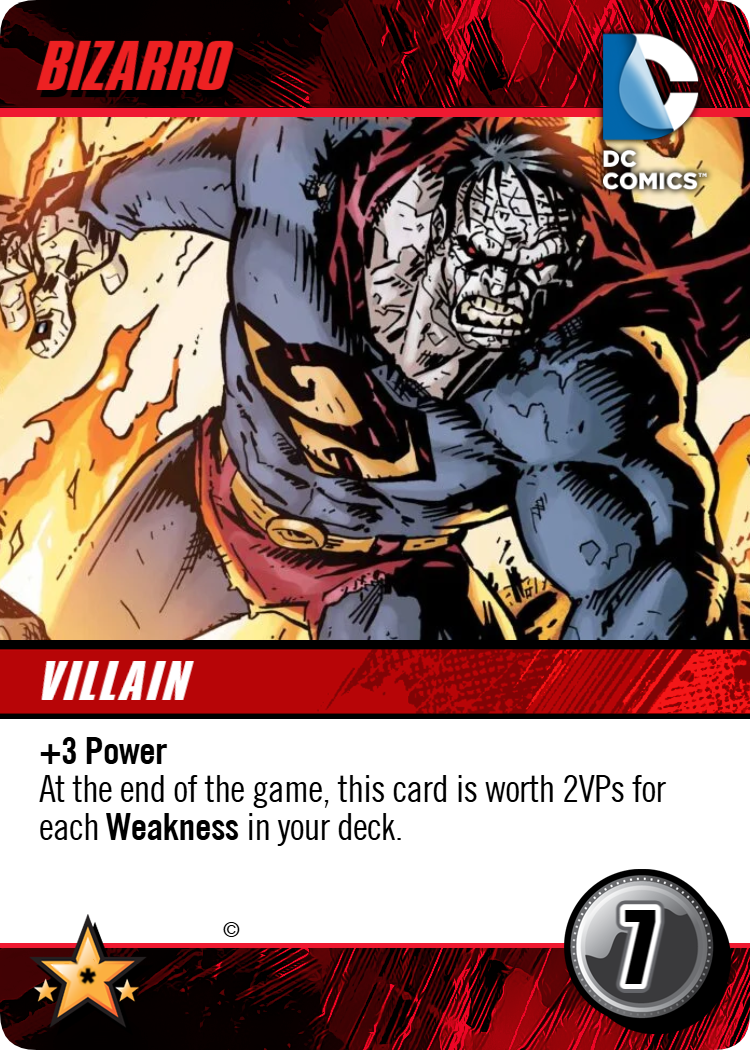 BIZARRO
DC
COMICS™
VILLAIN
+3 Power
At the end of the game, this card is worth 2VPs for
each Weakness in your deck.
©
*
7